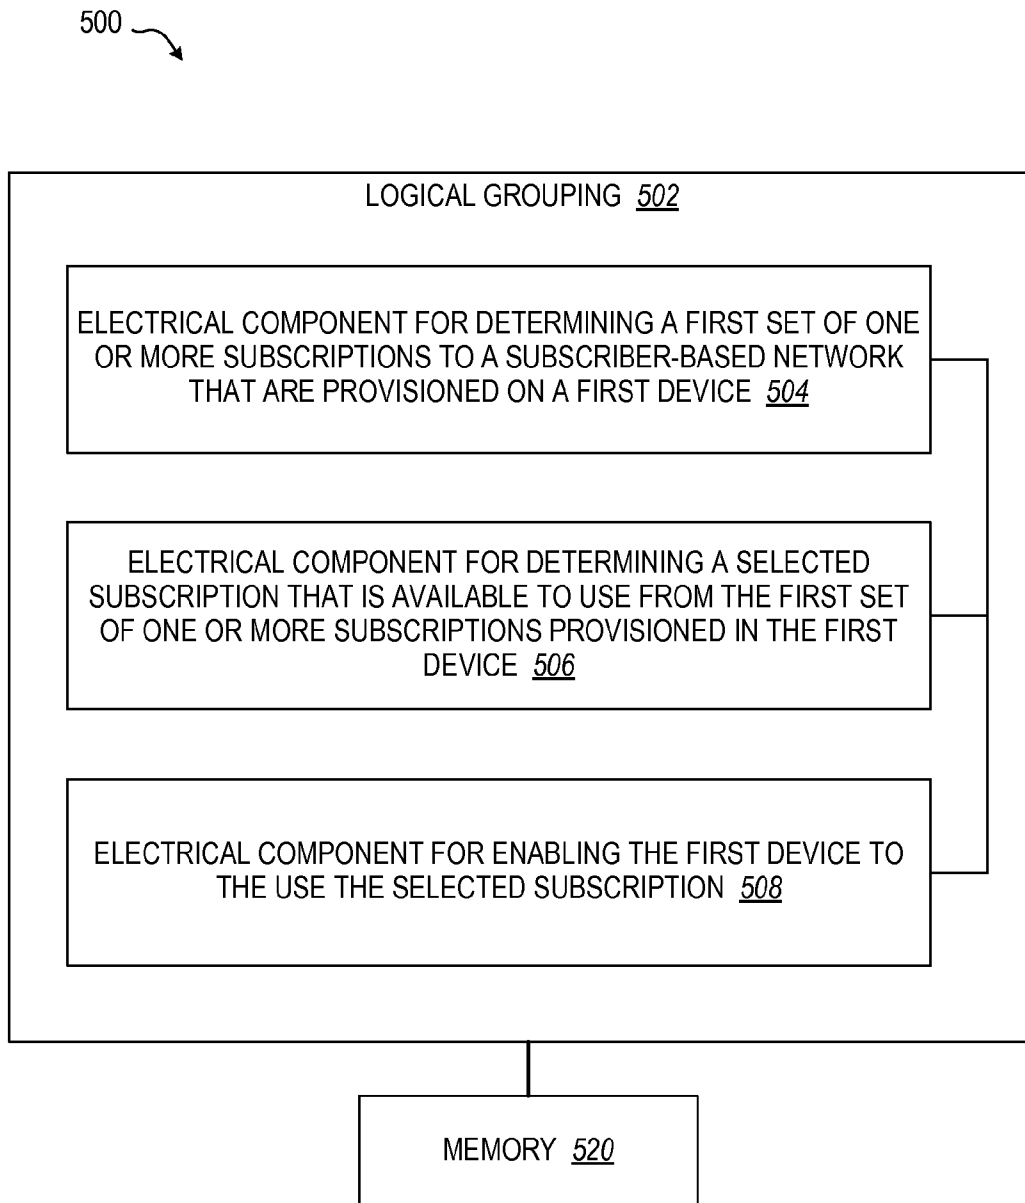 500
LOGICAL GROUPING 502
ELECTRICAL COMPONENT FOR DETERMINING A FIRST SET OF ONE
OR MORE SUBSCRIPTIONS TO A SUBSCRIBER-BASED NETWORK
THAT ARE PROVISIONED ON A FIRST DEVICE 504
ELECTRICAL COMPONENT FOR DETERMINING A SELECTED
SUBSCRIPTION THAT IS AVAILABLE TO USE FROM THE FIRST SET
OF ONE OR MORE SUBSCRIPTIONS PROVISIONED IN THE FIRST
DEVICE 506
ELECTRICAL COMPONENT FOR ENABLING THE FIRST DEVICE TO
THE USE THE SELECTED SUBSCRIPTION 508
MEMORY 520